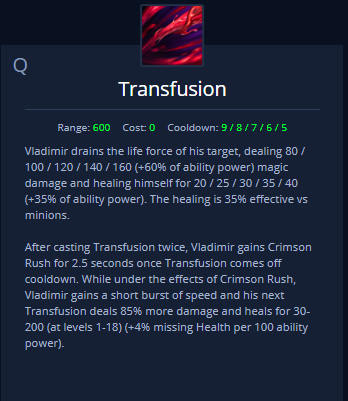 Q
Transfusion
Range: 600 Cost: 0 Cooldown: 9 / 8 / 7 / 6 / 5
Vladimir drains the life force of his target, dealing 80 /
100 / 120 / 140 / 160 (+60% of ability power) magic
damage and healing himself for 20 / 25 / 30 / 35 / 40
(+35% of ability power). The healing is 35% effective vs
minions.
After casting Transfusion twice, Vladimir gains Crimson
Rush for 2.5 seconds once Transfusion comes off
cooldown. While under the effects of Crimson Rush,
Vladimir gains a short burst of speed and his next
Transfusion deals 85% more damage and heals for 30-
200 (at levels 1-18) (+4% missing Health per 100 ability
power).